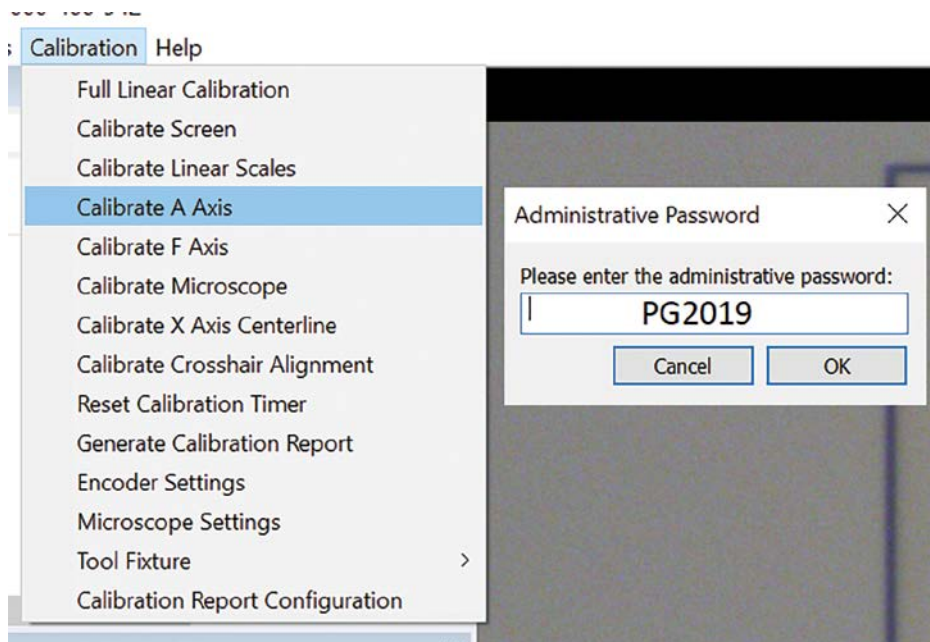 Calibration Help
Full Linear Calibration
Calibrate Screen
Calibrate Linear Scales
Calibrate A Axis
Calibrate F Axis
Calibrate Microscope
Calibrate X Axis Centerline
Calibrate Crosshair Alignment
Reset Calibration Timer
Generate Calibration Report
Encoder Settings
Microscope Settings
Tool Fixture >
Calibration Report Configuration
Administrative Password
Please enter the administrative password:
PG2019
Cancel OK